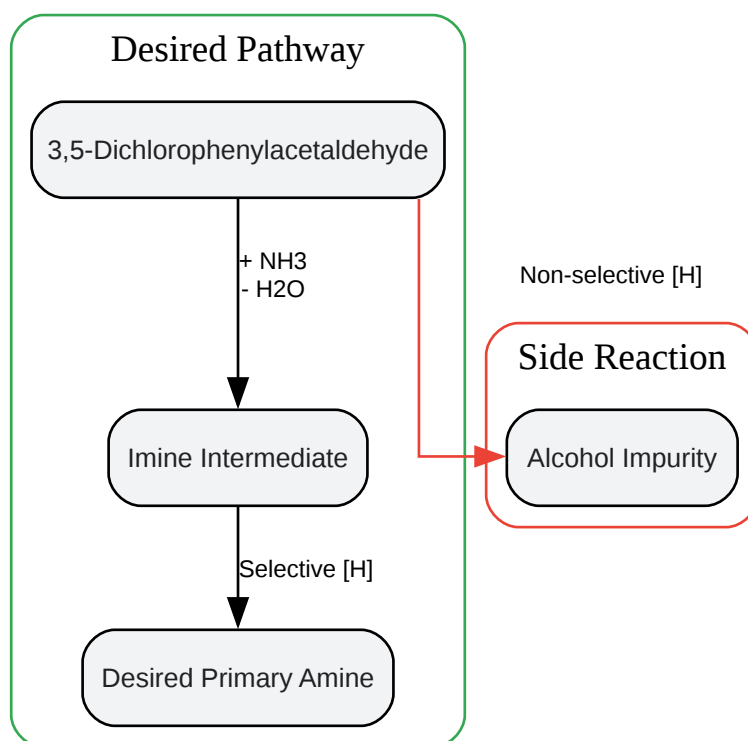 Desired Pathway
3,5-Dichlorophenylacetaldehyde
+ NH3
- H2O
Non-selective [H]
Side Reaction
Imine Intermediate
Alcohol Impurity
Selective [H]
Desired Primary Amine